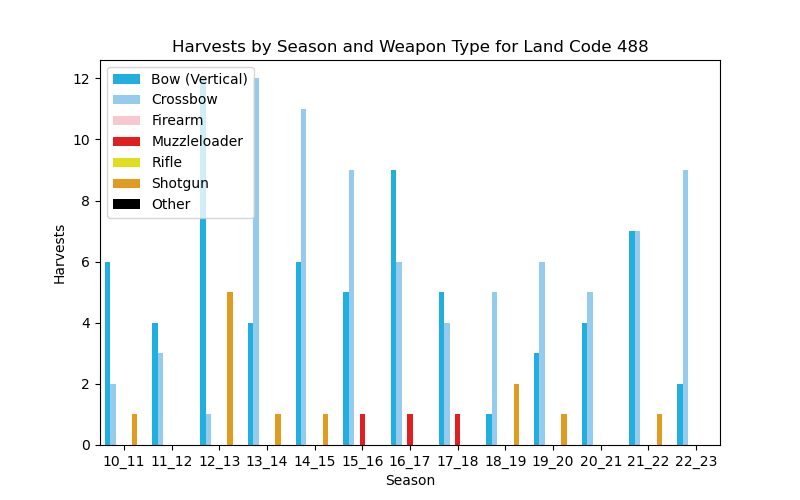 Harvests by Season and Weapon Type for Land Code 488
12
10
8
6
4
2
0
Harvests
Bow (Vertical)
Crossbow
Firearm
Muzzleloader
Rifle
Shotgun
Other
10_11 11_12 12_13 13_14 14_15 15_16 16_17 17_18 18_19 19_20 20_21 21_22 22_23
Season